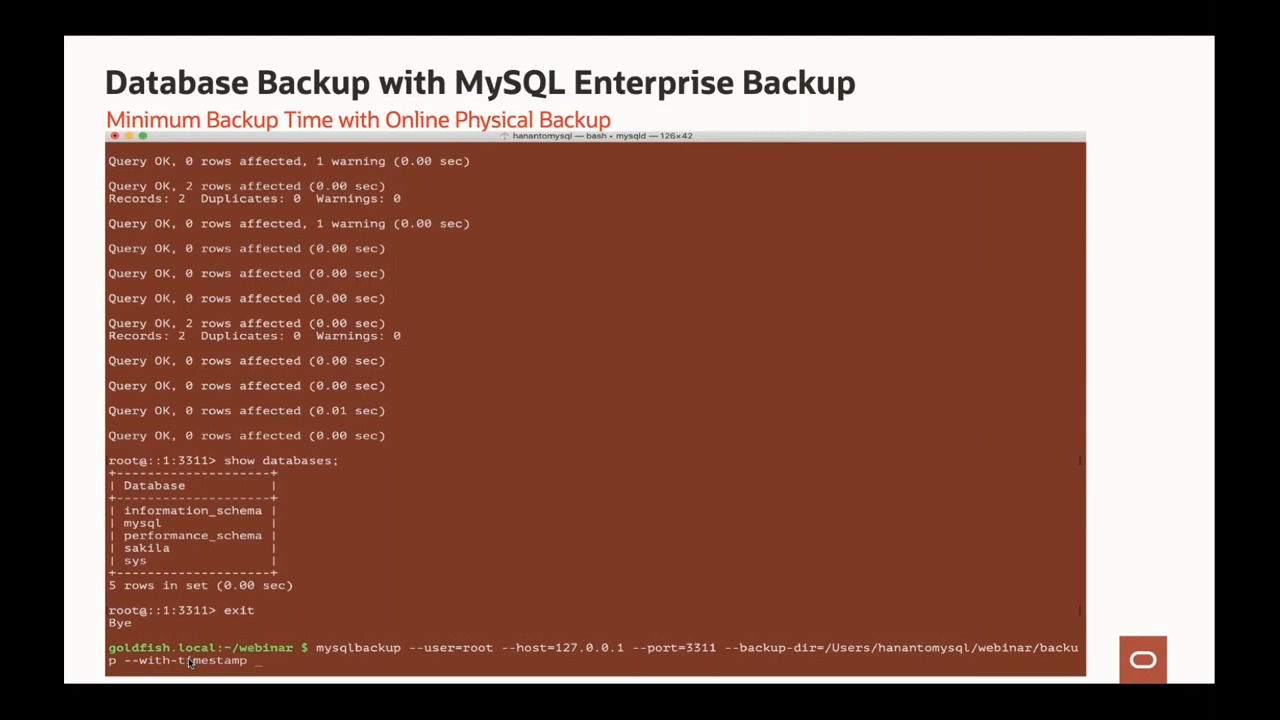 Database Backup with MySQL Enterprise Backup
Minimum Backup Time with Online Physical Backup
hanantomysql — bash • mysqld — 126×42
Query OK, 0 rows affected, 1 warning (0.00 sec)
Query OK, 2 rows affected (0.00 sec)
Records: 2  Duplicates: 0  Warnings: 0
Query OK, 0 rows affected, 1 warning (0.00 sec)
Query OK, 0 rows affected (0.00 sec)
Query OK, 0 rows affected (0.00 sec)
Query OK, 0 rows affected (0.00 sec)
Query OK, 2 rows affected (0.00 sec)
Records: 2  Duplicates: 0  Warnings: 0
Query OK, 0 rows affected (0.00 sec)
Query OK, 0 rows affected (0.00 sec)
Query OK, 0 rows affected (0.01 sec)
Query OK, 0 rows affected (0.00 sec)
root@::1:3311> show databases;
+--------------------+
| Database           |
+--------------------+
| information_schema |
| mysql              |
| performance_schema |
| sakila             |
| sys                |
+--------------------+
5 rows in set (0.00 sec)
root@::1:3311> exit
Bye
goldfish.local:~/webinar $ mysqlbackup --user=root --host=127.0.0.1 --port=3311 --backup-dir=/Users/hanantomysql/webinar/backu
p --with-timestamp _